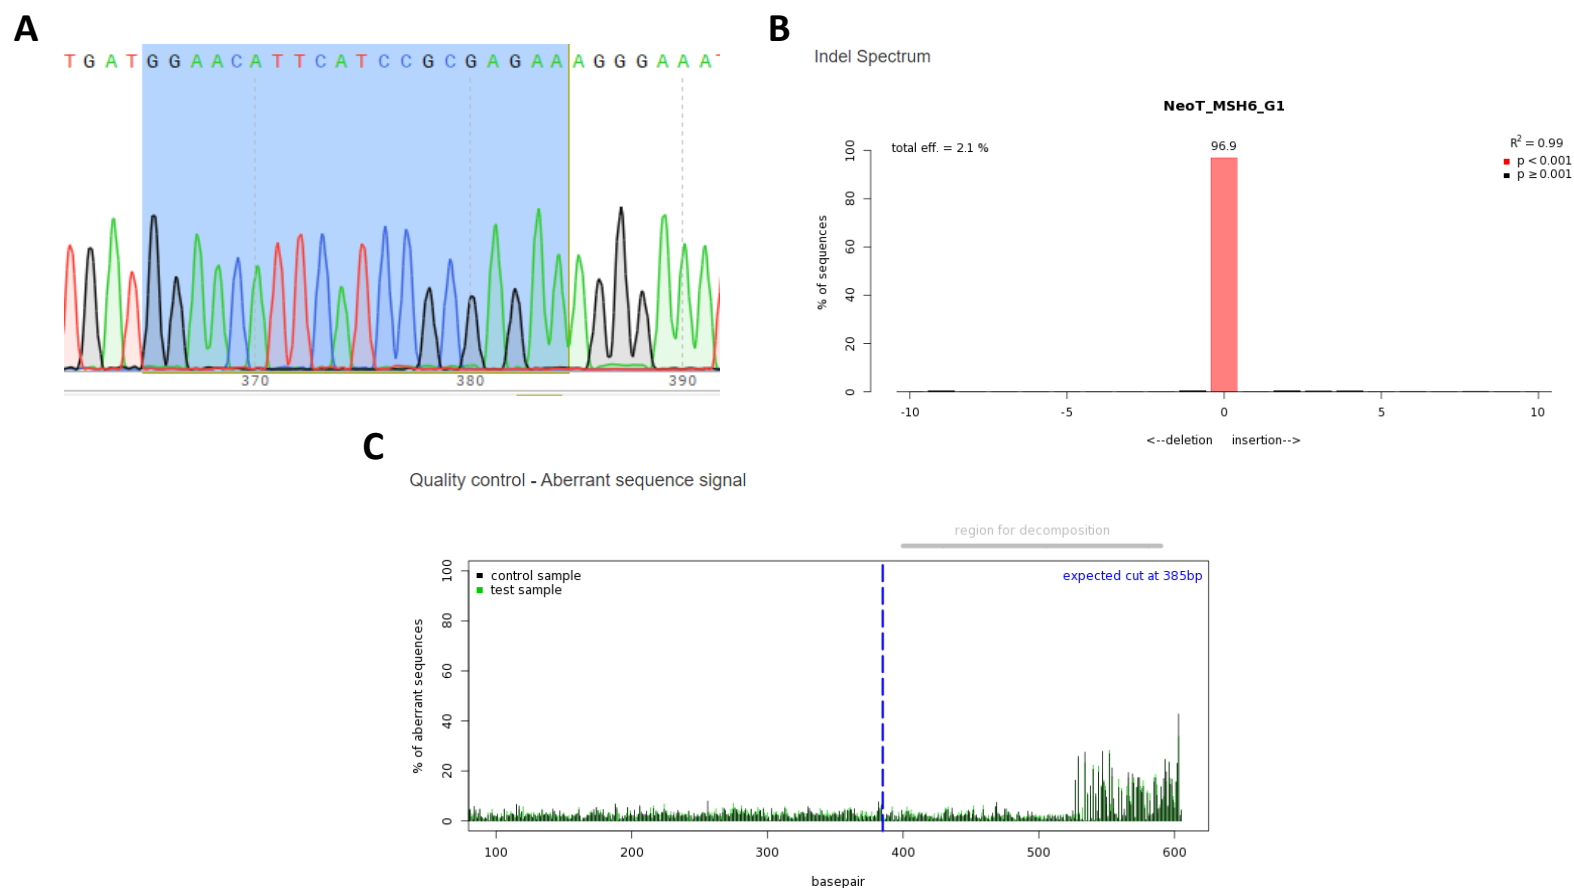 A
T G A T G G A A C A T T C A T C C G C G A G A A A G G G A A A T
370 380 390
B
Indel Spectrum
NeoT_MSH6_G1
total eff. = 2.1 %
96.9
R² = 0.99
p < 0.001
p ≥ 0.001
% of sequences
100
80
60
40
20
0
-10 -5 0 5 10
<--deletion insertion-->
C
Quality control - Aberrant sequence signal
region for decomposition
control sample
test sample
expected cut at 385bp
% of aberrant sequences
100
80
60
40
20
0
100 200 300 400 500 600
basepair